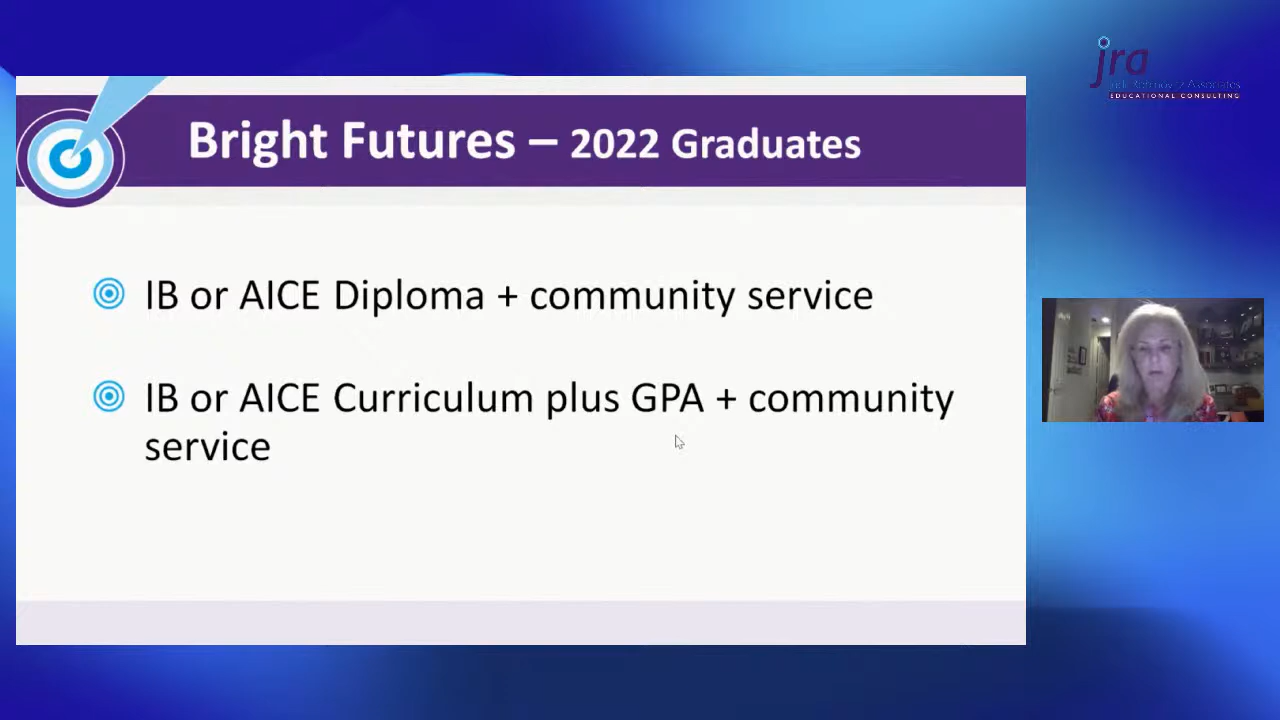 jra
Associates
EDUCATIONAL CONSULTING
Bright Futures – 2022 Graduates
IB or AICE Diploma + community service
IB or AICE Curriculum plus GPA + community
service